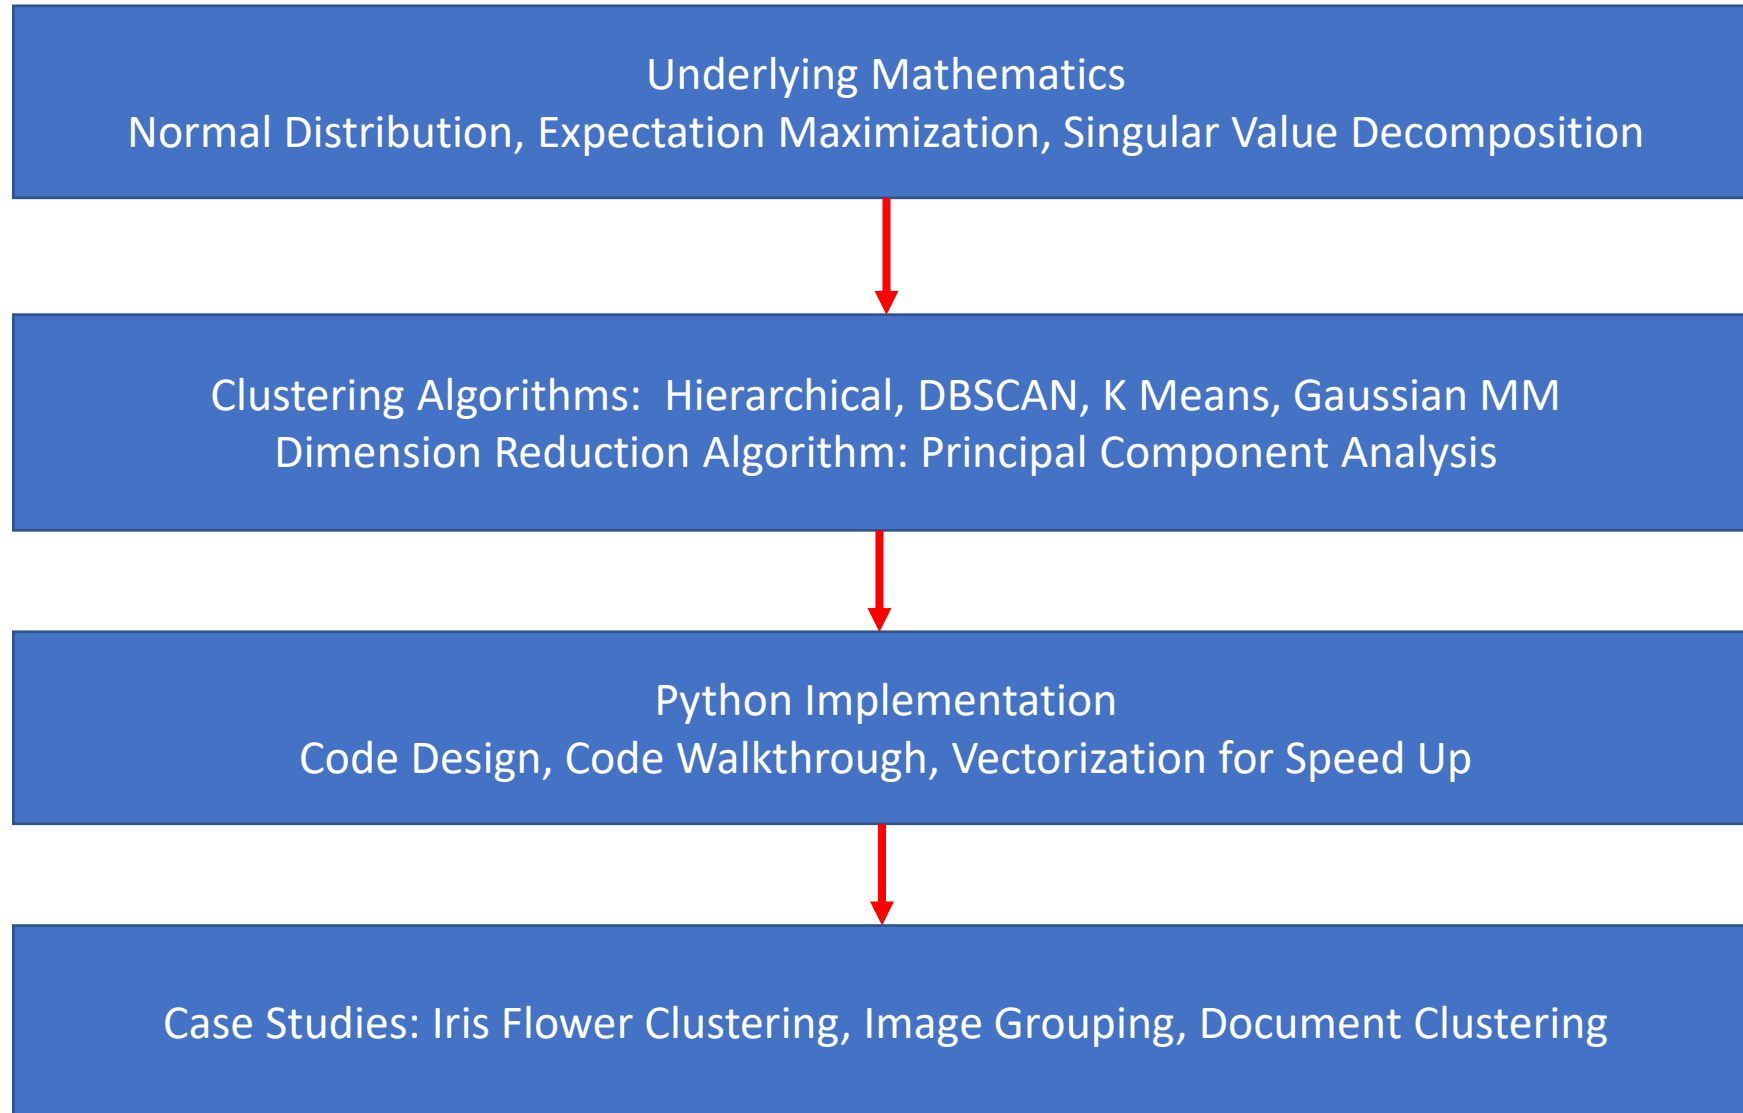 Underlying Mathematics
Normal Distribution, Expectation Maximization, Singular Value Decomposition
Clustering Algorithms:  Hierarchical, DBSCAN, K Means, Gaussian MM
Dimension Reduction Algorithm: Principal Component Analysis
Python Implementation
Code Design, Code Walkthrough, Vectorization for Speed Up
Case Studies: Iris Flower Clustering, Image Grouping, Document Clustering